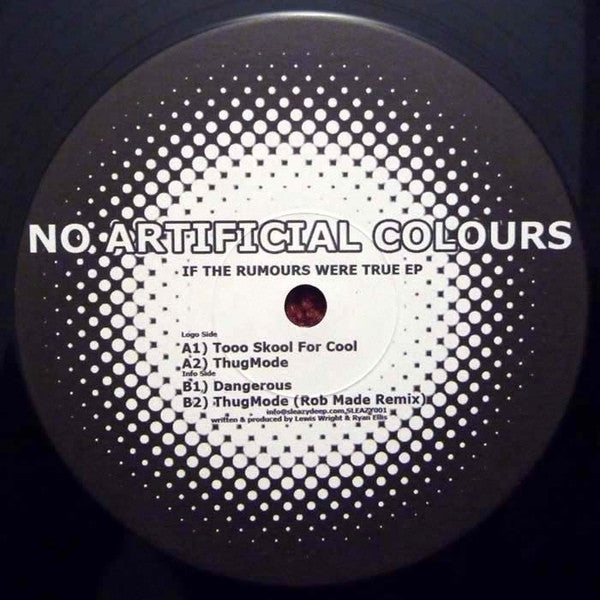 NO ARTIFICIAL COLOURS
IF THE RUMOURS WERE TRUE EP
Logo Side
A1) Tooo Skool For Cool
A2) ThugMode
Info Side
B1) Dangerous
B2) ThugMode (Rob Made Remix)
info@sleazydeep.com,SLEAZY001
written & produced by Lewis Wright & Ryan Ellis